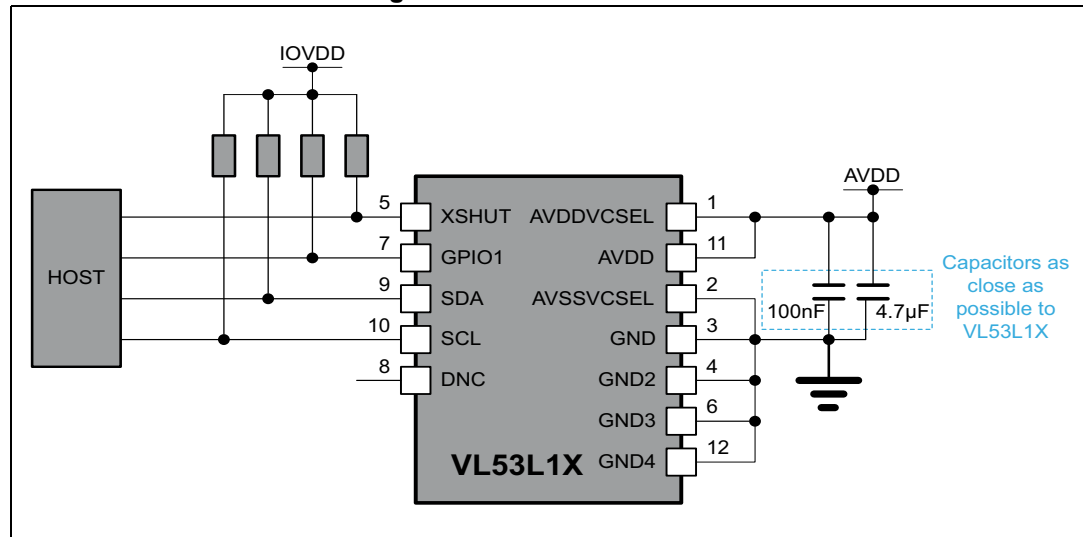 IOVDD
HOST
5
7
9
10
8
XSHUT
GPIO1
SDA
SCL
DNC
AVDDVCSEL
AVDD
AVSSVCSEL
GND
GND2
GND3
GND4
VL53L1X
1
11
2
3
4
6
12
AVDD
100nF
4.7µF
Capacitors as
close as
possible to
VL53L1X